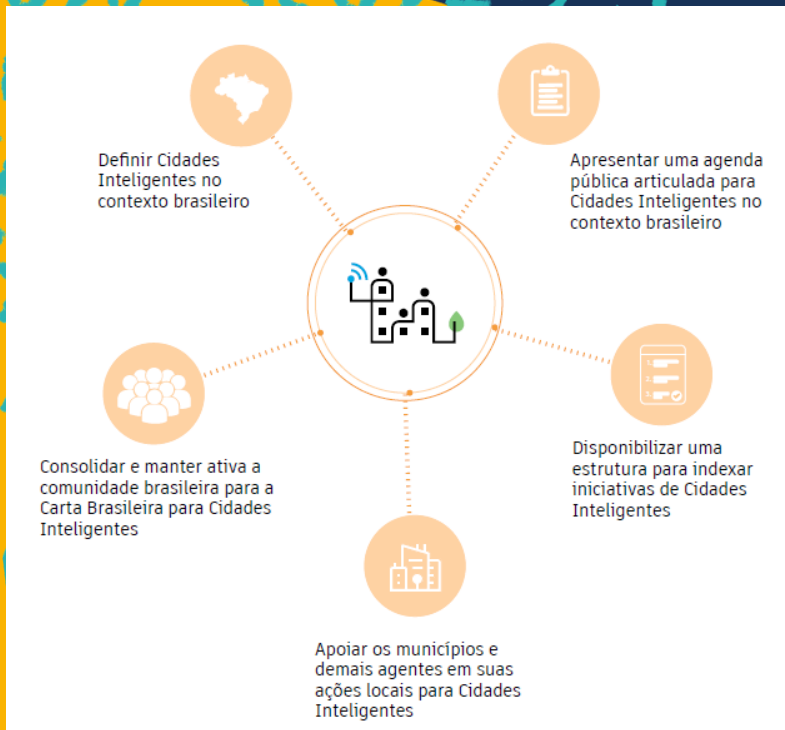 Definir Cidades
Inteligentes no
contexto brasileiro
Apresentar uma agenda
pública articulada para
Cidades Inteligentes no
contexto brasileiro
Consolidar e manter ativa a
comunidade brasileira para a
Carta Brasileira para Cidades
Inteligentes
Disponibilizar uma
estrutura para indexar
iniciativas de Cidades
Inteligentes
Apoiar os municípios e
demais agentes em suas
ações locais para Cidades
Inteligentes